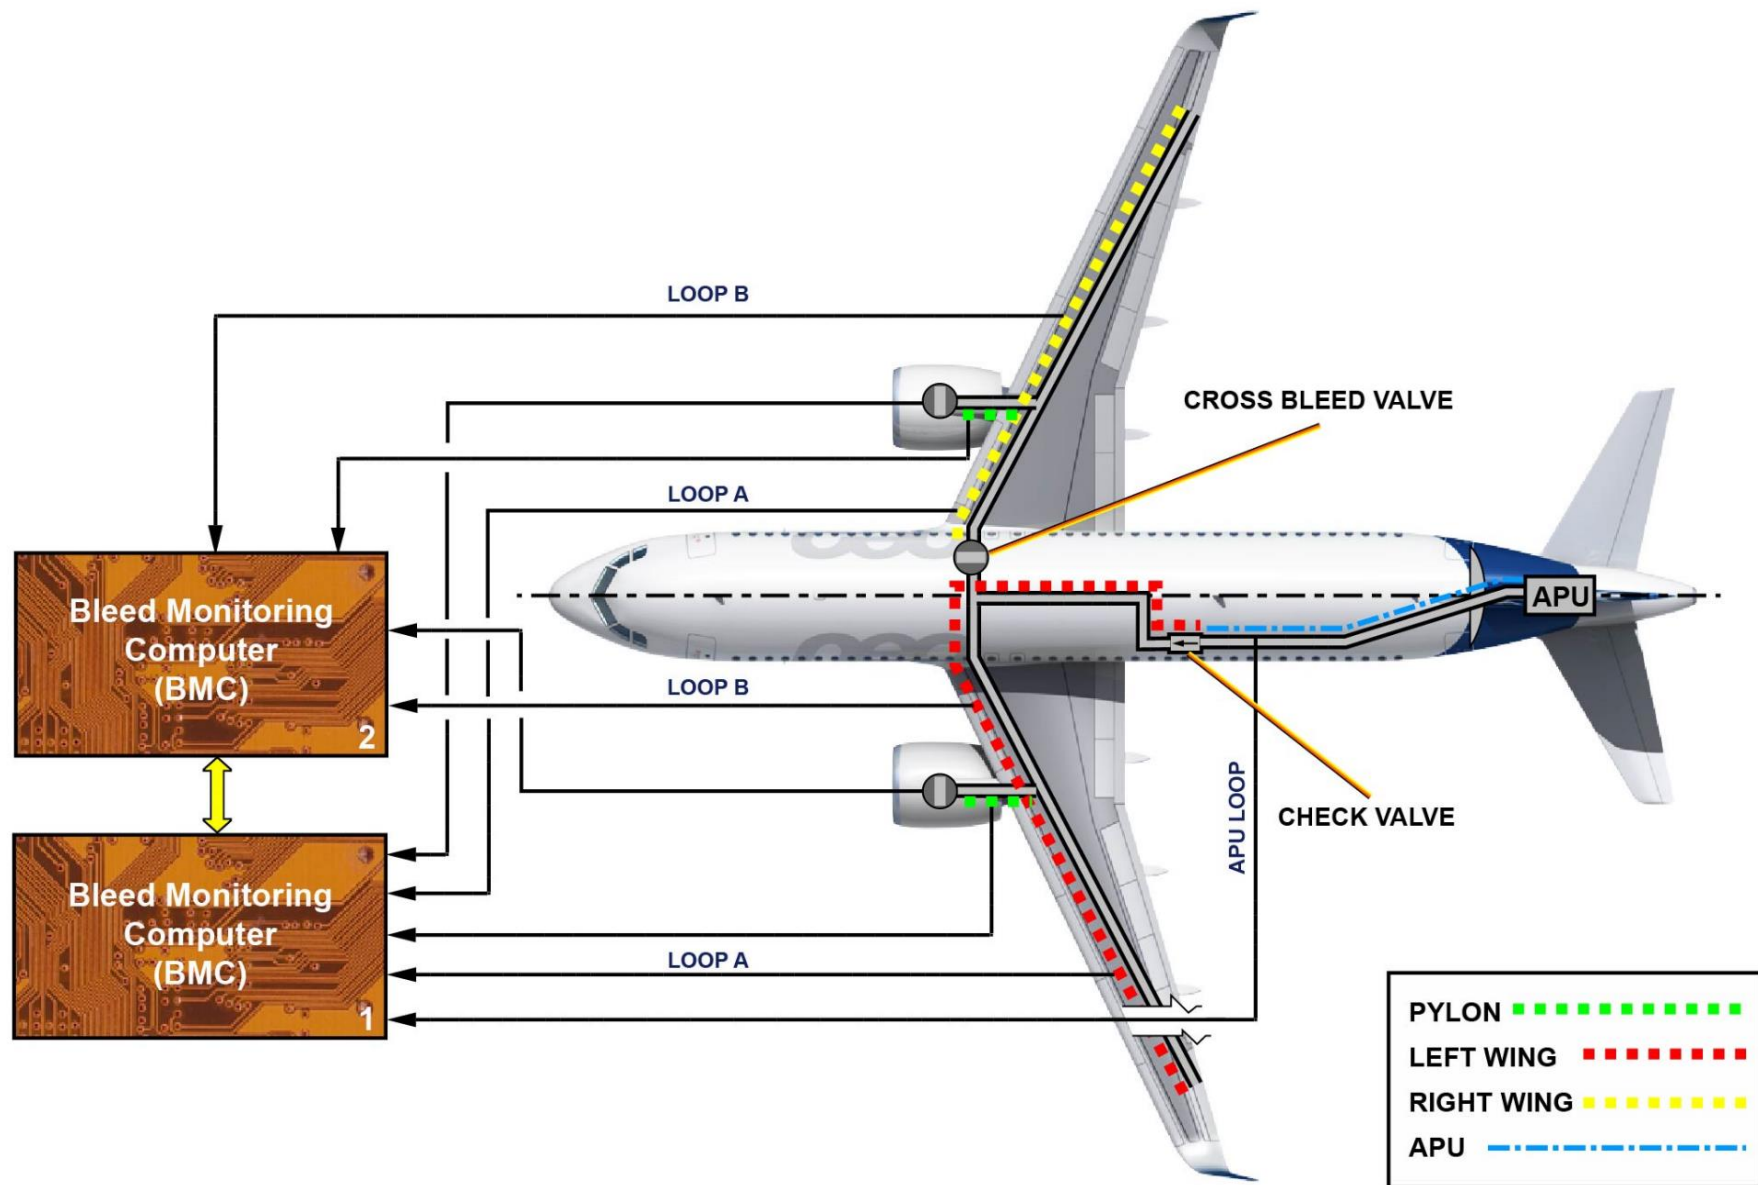 LOOP B
CROSS BLEED VALVE
LOOP A
Bleed Monitoring
Computer
(BMC)
2
APU
LOOP B
APU LOOP
CHECK VALVE
Bleed Monitoring
Computer
(BMC)
1
LOOP A
PYLON
LEFT WING
RIGHT WING
APU